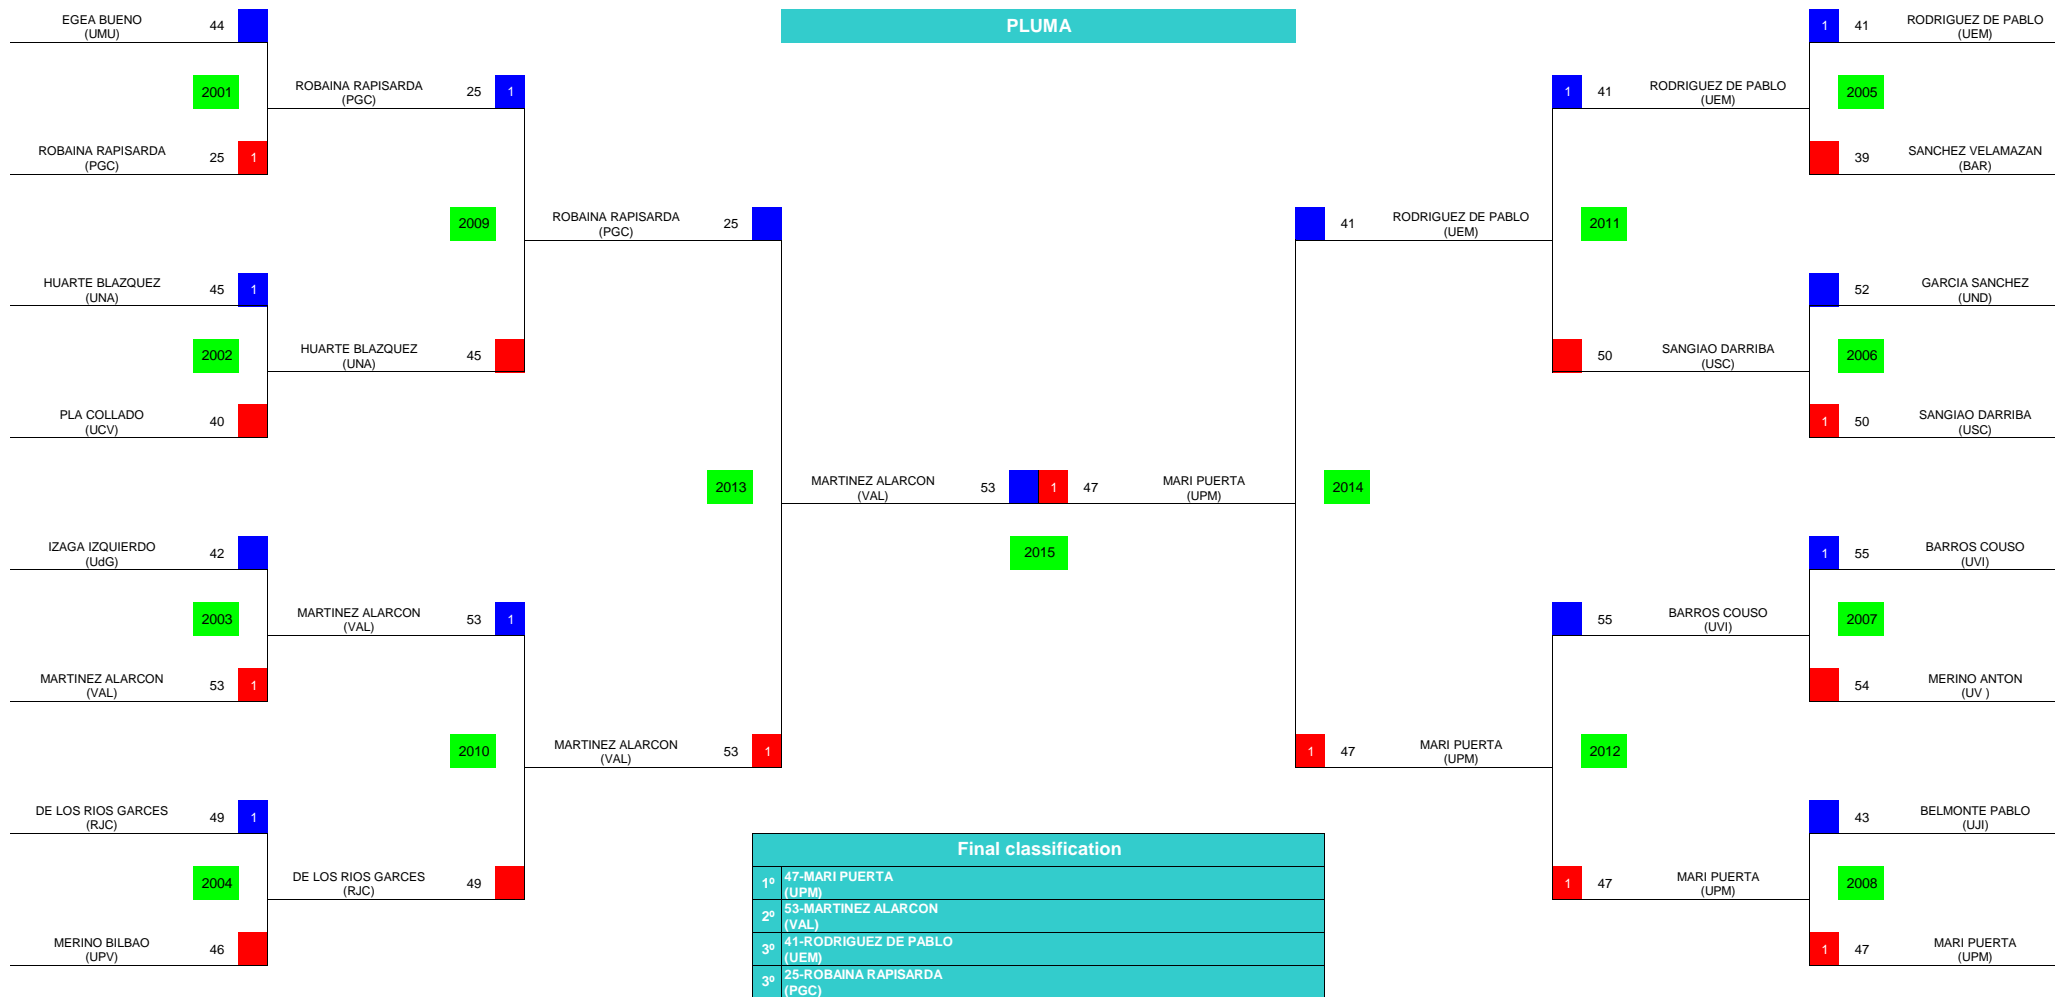 PLUMA
EGEA BUENO
(UMU)
44
2001
ROBAINA RAPISARDA
(PGC)
25 1
HUARTE BLAZQUEZ
(UNA)
45 1
2002
PLA COLLADO
(UCV)
40
IZAGA IZQUIERDO
(UdG)
42
2003
MARTINEZ ALARCON
(VAL)
53 1
DE LOS RIOS GARCES
(RJC)
49 1
2004
MERINO BILBAO
(UPV)
46
ROBAINA RAPISARDA
(PGC)
25 1
2009
HUARTE BLAZQUEZ
(UNA)
45
MARTINEZ ALARCON
(VAL)
53 1
2010
DE LOS RIOS GARCES
(RJC)
49
ROBAINA RAPISARDA
(PGC)
25
2013
MARTINEZ ALARCON
(VAL)
53 1
MARTINEZ ALARCON
(VAL)
53
1 47
MARI PUERTA
(UPM)
2015
41
RODRIGUEZ DE PABLO
(UEM)
2014
1 47
MARI PUERTA
(UPM)
1 41
RODRIGUEZ DE PABLO
(UEM)
2011
50
SANGIAO DARRIBA
(USC)
55
BARROS COUSO
(UVI)
2012
1 47
MARI PUERTA
(UPM)
1 41
RODRIGUEZ DE PABLO
(UEM)
2005
39
SANCHEZ VELAMAZAN
(BAR)
52
GARCIA SANCHEZ
(UND)
2006
1 50
SANGIAO DARRIBA
(USC)
1 55
BARROS COUSO
(UVI)
2007
54
MERINO ANTON
(UV )
43
BELMONTE PABLO
(UJI)
2008
1 47
MARI PUERTA
(UPM)
Final classification
1º 47-MARI PUERTA
(UPM)
2º 53-MARTINEZ ALARCON
(VAL)
3º 41-RODRIGUEZ DE PABLO
(UEM)
3º 25-ROBAINA RAPISARDA
(PGC)